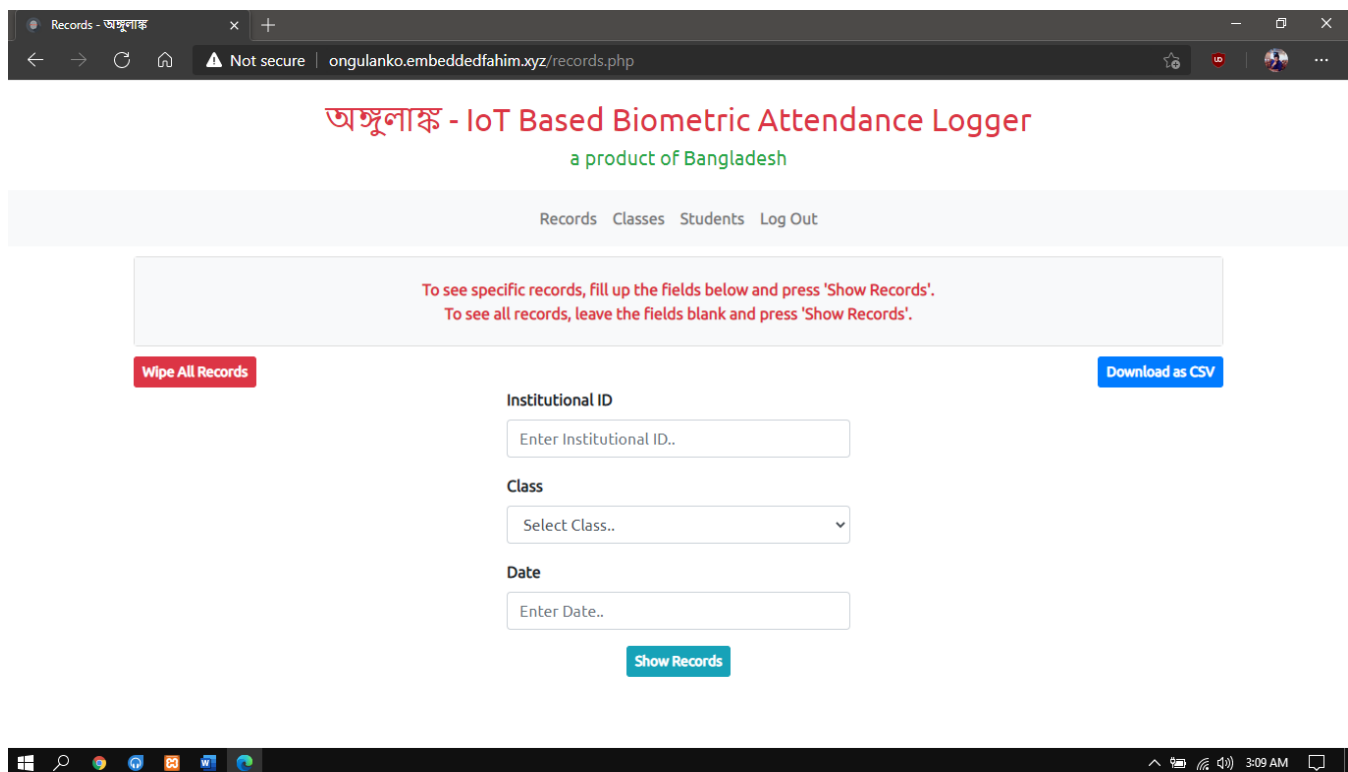 Records - অঙ্গুলাঙ্ক
Not secure | ongulanko.embeddedfahim.xyz/records.php
অঙ্গুলাঙ্ক - IoT Based Biometric Attendance Logger
a product of Bangladesh
Records Classes Students Log Out
To see specific records, fill up the fields below and press 'Show Records'.
To see all records, leave the fields blank and press 'Show Records'.
Wipe All Records Download as CSV
Institutional ID
Enter Institutional ID..
Class
Select Class..
Date
Enter Date..
Show Records
3:09 AM